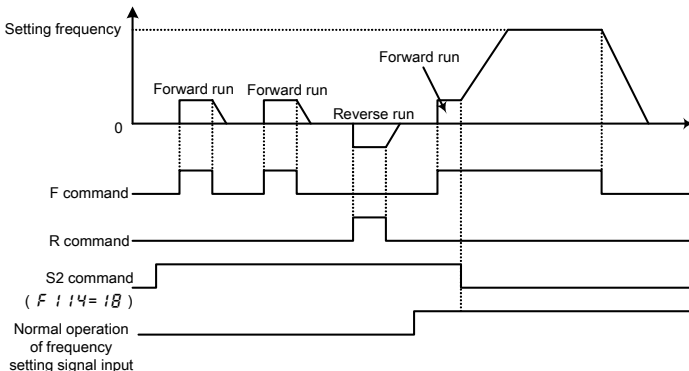 Setting frequency
Forward run
Forward run Forward run
Reverse run
0
F command
R command
S2 command
( F 114=18 )
Normal operation
of frequency
setting signal input